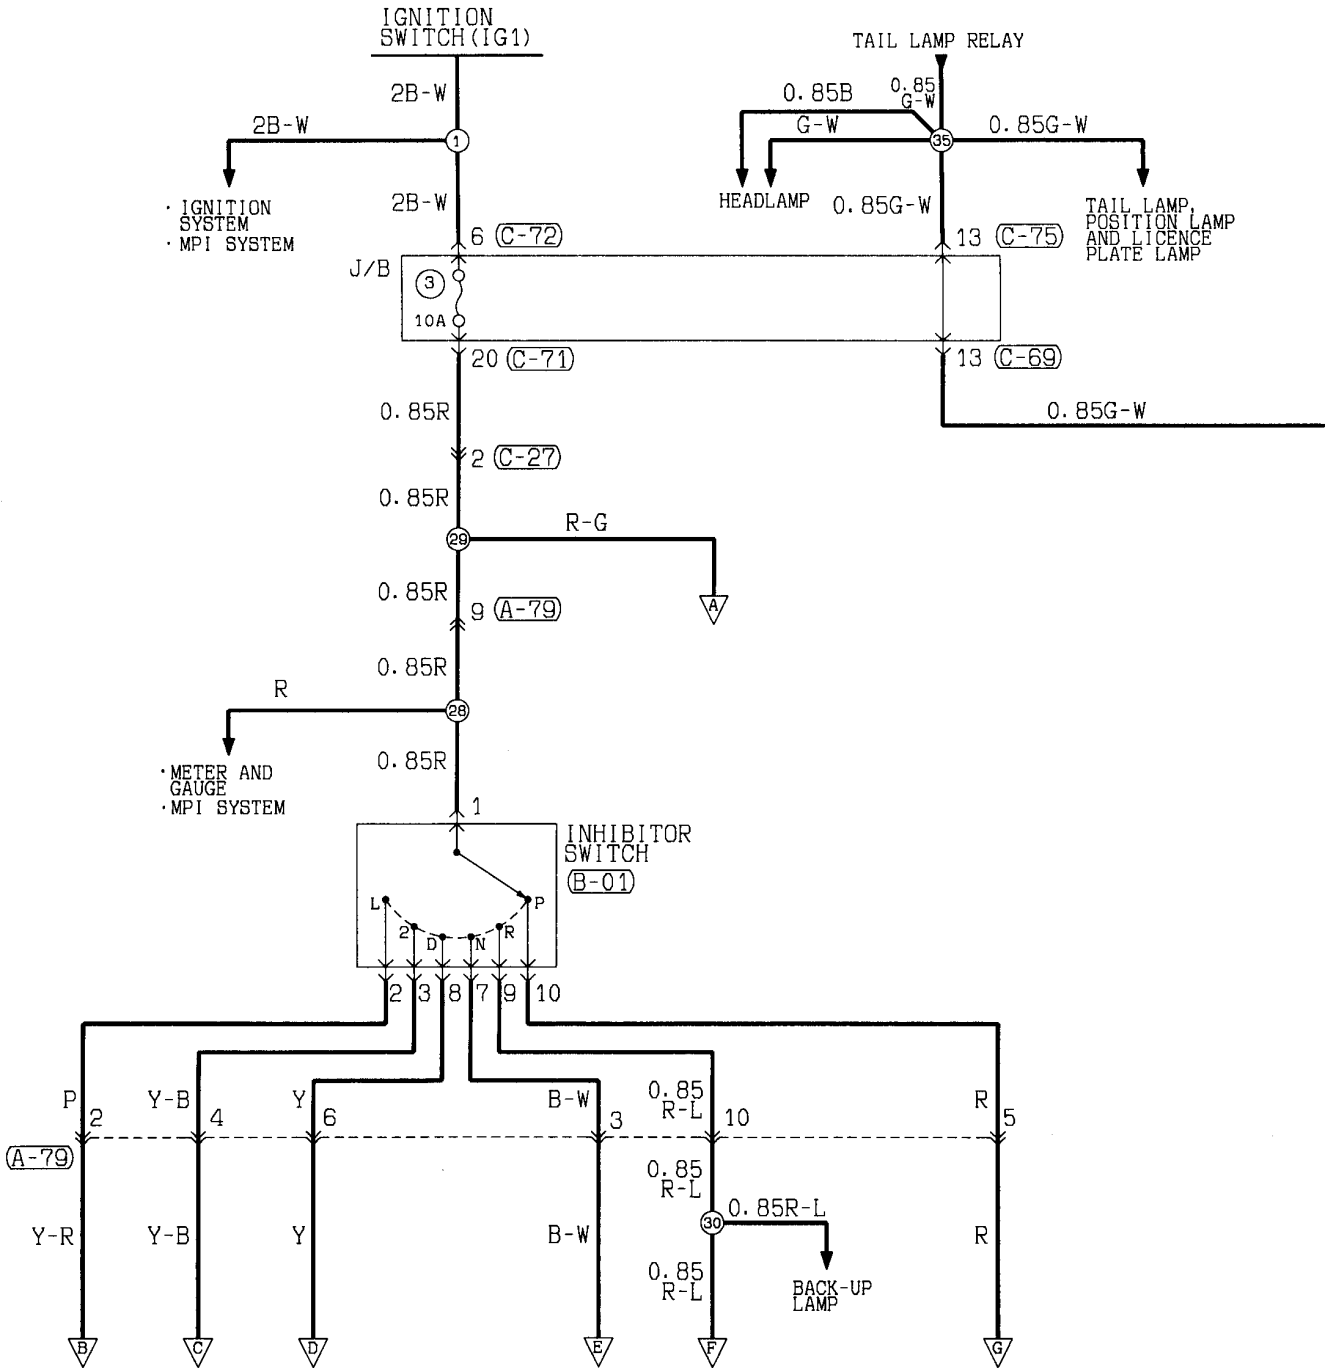 IGNITION
SWITCH(IG1)
TAIL LAMP RELAY
2B-W
0.85B
0.85
G-W
2B-W
G-W
0.85G-W
1
35
2B-W
HEADLAMP
0.85G-W
· IGNITION
SYSTEM
· MPI SYSTEM
TAIL LAMP,
POSITION LAMP
AND LICENCE
PLATE LAMP
6 C-72
13 C-75
J/B
3
10A
20 C-71
13 C-69
0.85R
0.85G-W
2 C-27
0.85R
R-G
29
0.85R
9 A-79
A
0.85R
R
28
0.85R
· METER AND
GAUGE
· MPI SYSTEM
1
INHIBITOR
SWITCH
B-01
L
2
D
N
R
P
2 3 8 7 9 10
P
2
Y-B
4
Y
6
B-W
3
0.85
R-L
10
R
5
A-79
0.85
R-L
30
0.85R-L
Y-R
Y-B
Y
B-W
R
0.85
R-L
BACK-UP
LAMP
B
C
D
E
F
G